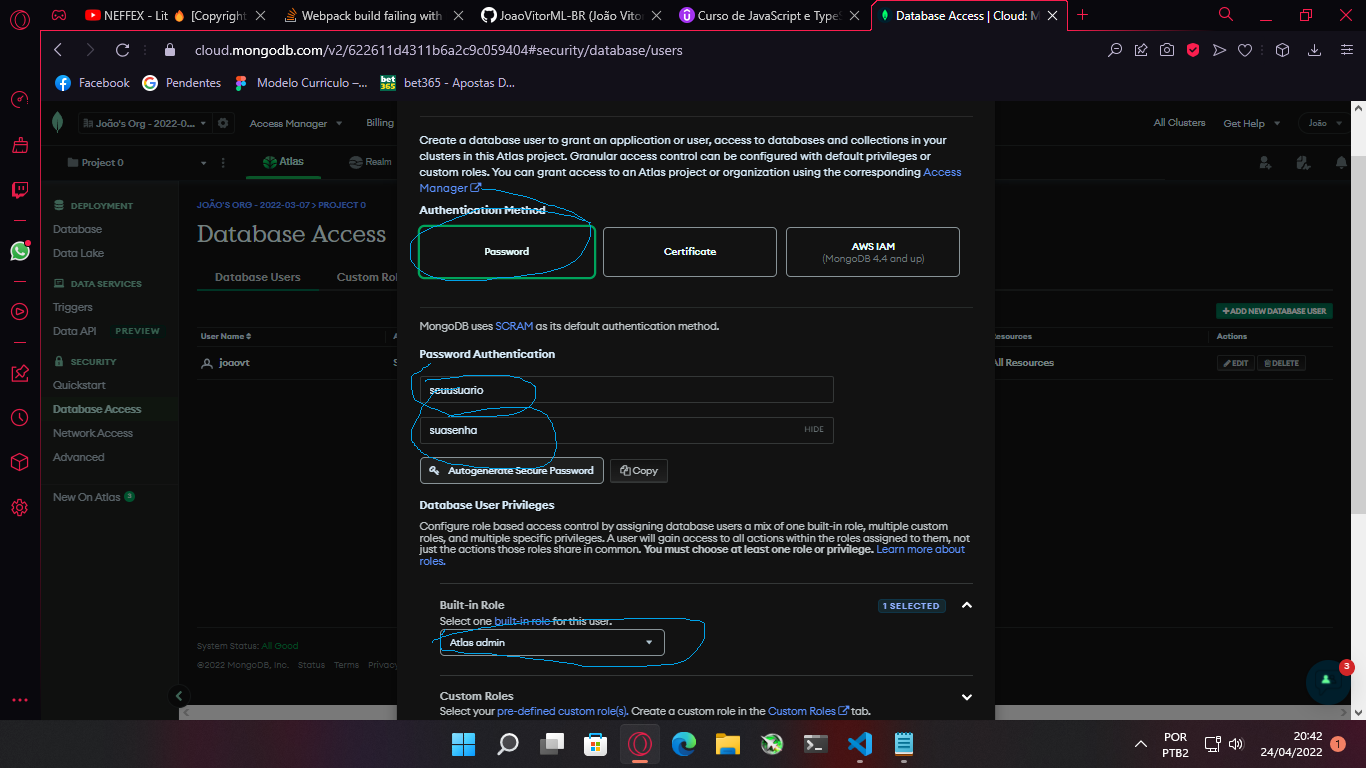 NEFFEX - Lit 🔥 [Copyright
Webpack build failing with
JoaoVitorML-BR (João Vitor
Curso de JavaScript e TypeS
Database Access | Cloud: M
cloud.mongodb.com/v2/622611d4311b6a2c9c059404#security/database/users
Facebook
Pendentes
Modelo Curriculo –...
bet365
bet365 - Apostas D...
João's Org - 2022-0...
Access Manager
Billing
All Clusters
Get Help
João
Project 0
Atlas
Realm
DEPLOYMENT
Database
Data Lake
DATA SERVICES
Triggers
Data API PREVIEW
SECURITY
Quickstart
Database Access
Network Access
Advanced
New On Atlas 3
JOÃO'S ORG - 2022-03-07 > PROJECT 0
Database Access
Database Users
Custom Rol
+ADD NEW DATABASE USER
User Name
A
esources
Actions
joaovt
S
All Resources
EDIT
DELETE
System Status: All Good
©2022 MongoDB, Inc. Status Terms Privacy
Create a database user to grant an application or user, access to databases and collections in your
clusters in this Atlas project. Granular access control can be configured with default privileges or
custom roles. You can grant access to an Atlas project or organization using the corresponding Access
Manager
Authentication Method
Password
Certificate
AWS IAM
(MongoDB 4.4 and up)
MongoDB uses SCRAM as its default authentication method.
Password Authentication
seuusuario
suasenha
HIDE
Autogenerate Secure Password
Copy
Database User Privileges
Configure role based access control by assigning database users a mix of one built-in role, multiple custom
roles, and multiple specific privileges. A user will gain access to all actions within the roles assigned to them, not
just the actions those roles share in common. You must choose at least one role or privilege. Learn more about
roles.
Built-in Role
1 SELECTED
Select one built-in role for this user.
Atlas admin
Custom Roles
Select your pre-defined custom role(s). Create a custom role in the Custom Roles tab.
3
POR
PTB2
20:42
24/04/2022
1